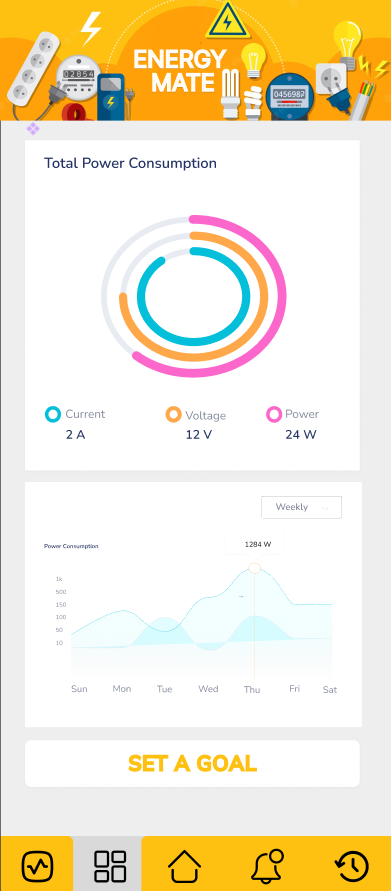 02854
ENERGY
MATE
0456982
Total Power Consumption
Current
Voltage
Power
2 A
12 V
24 W
Weekly
Power Consumption
1284 W
1k
500
150
100
50
10
Sun Mon Tue Wed Thu Fri Sat
SET A GOAL